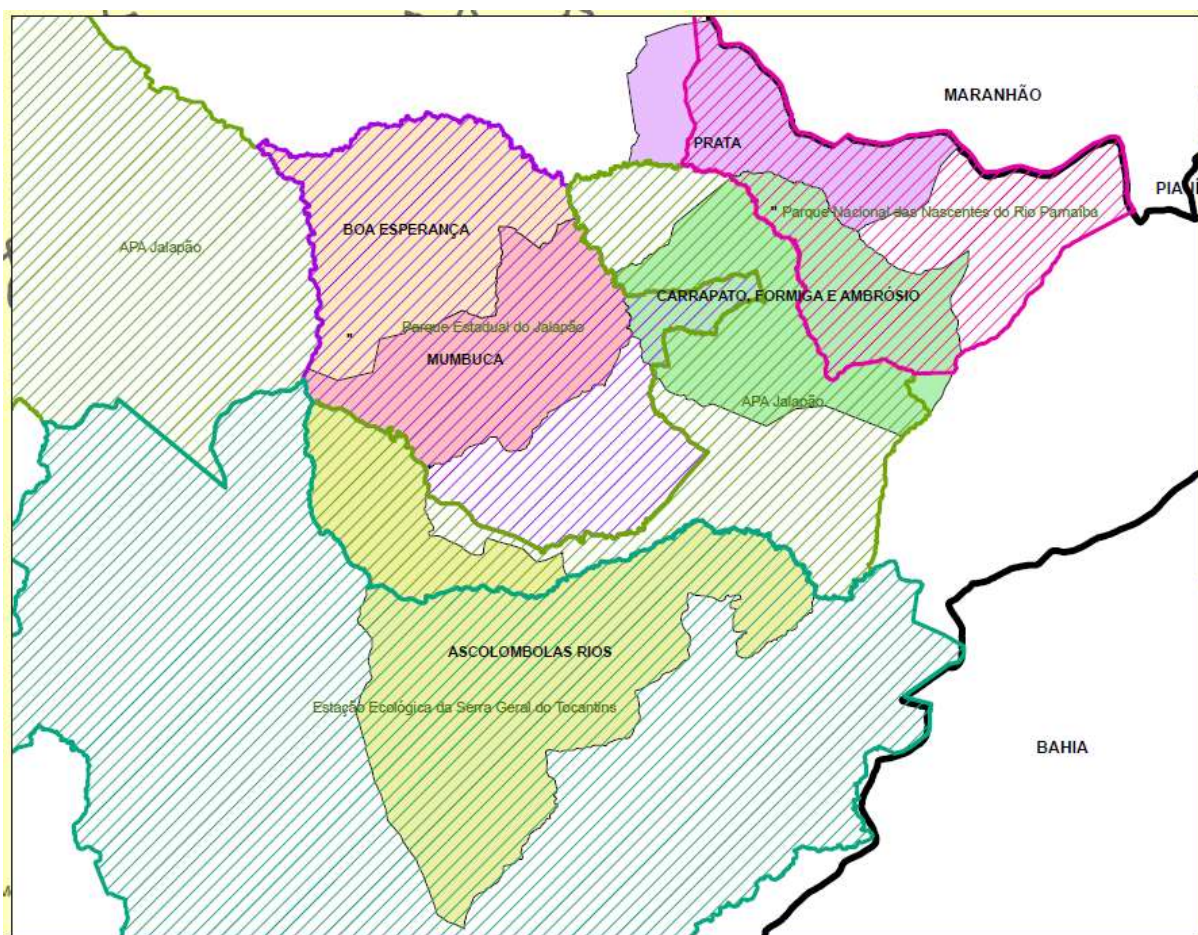 MARANHÃO
PRATA
PIAUÍ
Parque Nacional das Nascentes do Rio Parnaíba
BOA ESPERANÇA
APA Jalapão
CARRAPATO, FORMIGA E AMBRÓSIO
Parque Estadual do Jalapão
MUMBUCA
APA Jalapão
ASCOLOMBOLAS RIOS
Estação Ecológica da Serra Geral do Tocantins
BAHIA